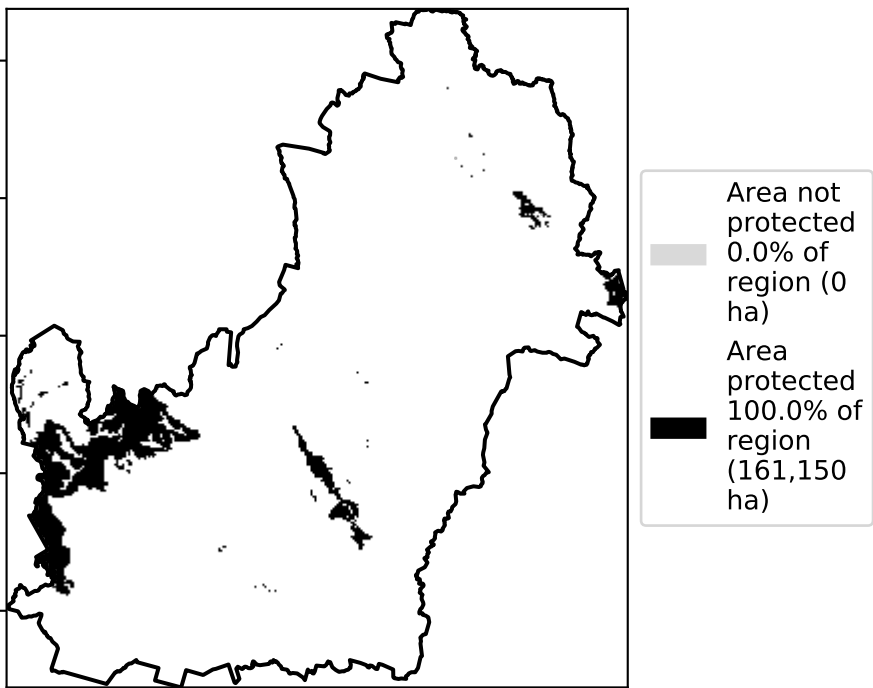 Area not
protected
0.0% of
region (0
ha)
Area
protected
100.0% of
region
(161,150
ha)